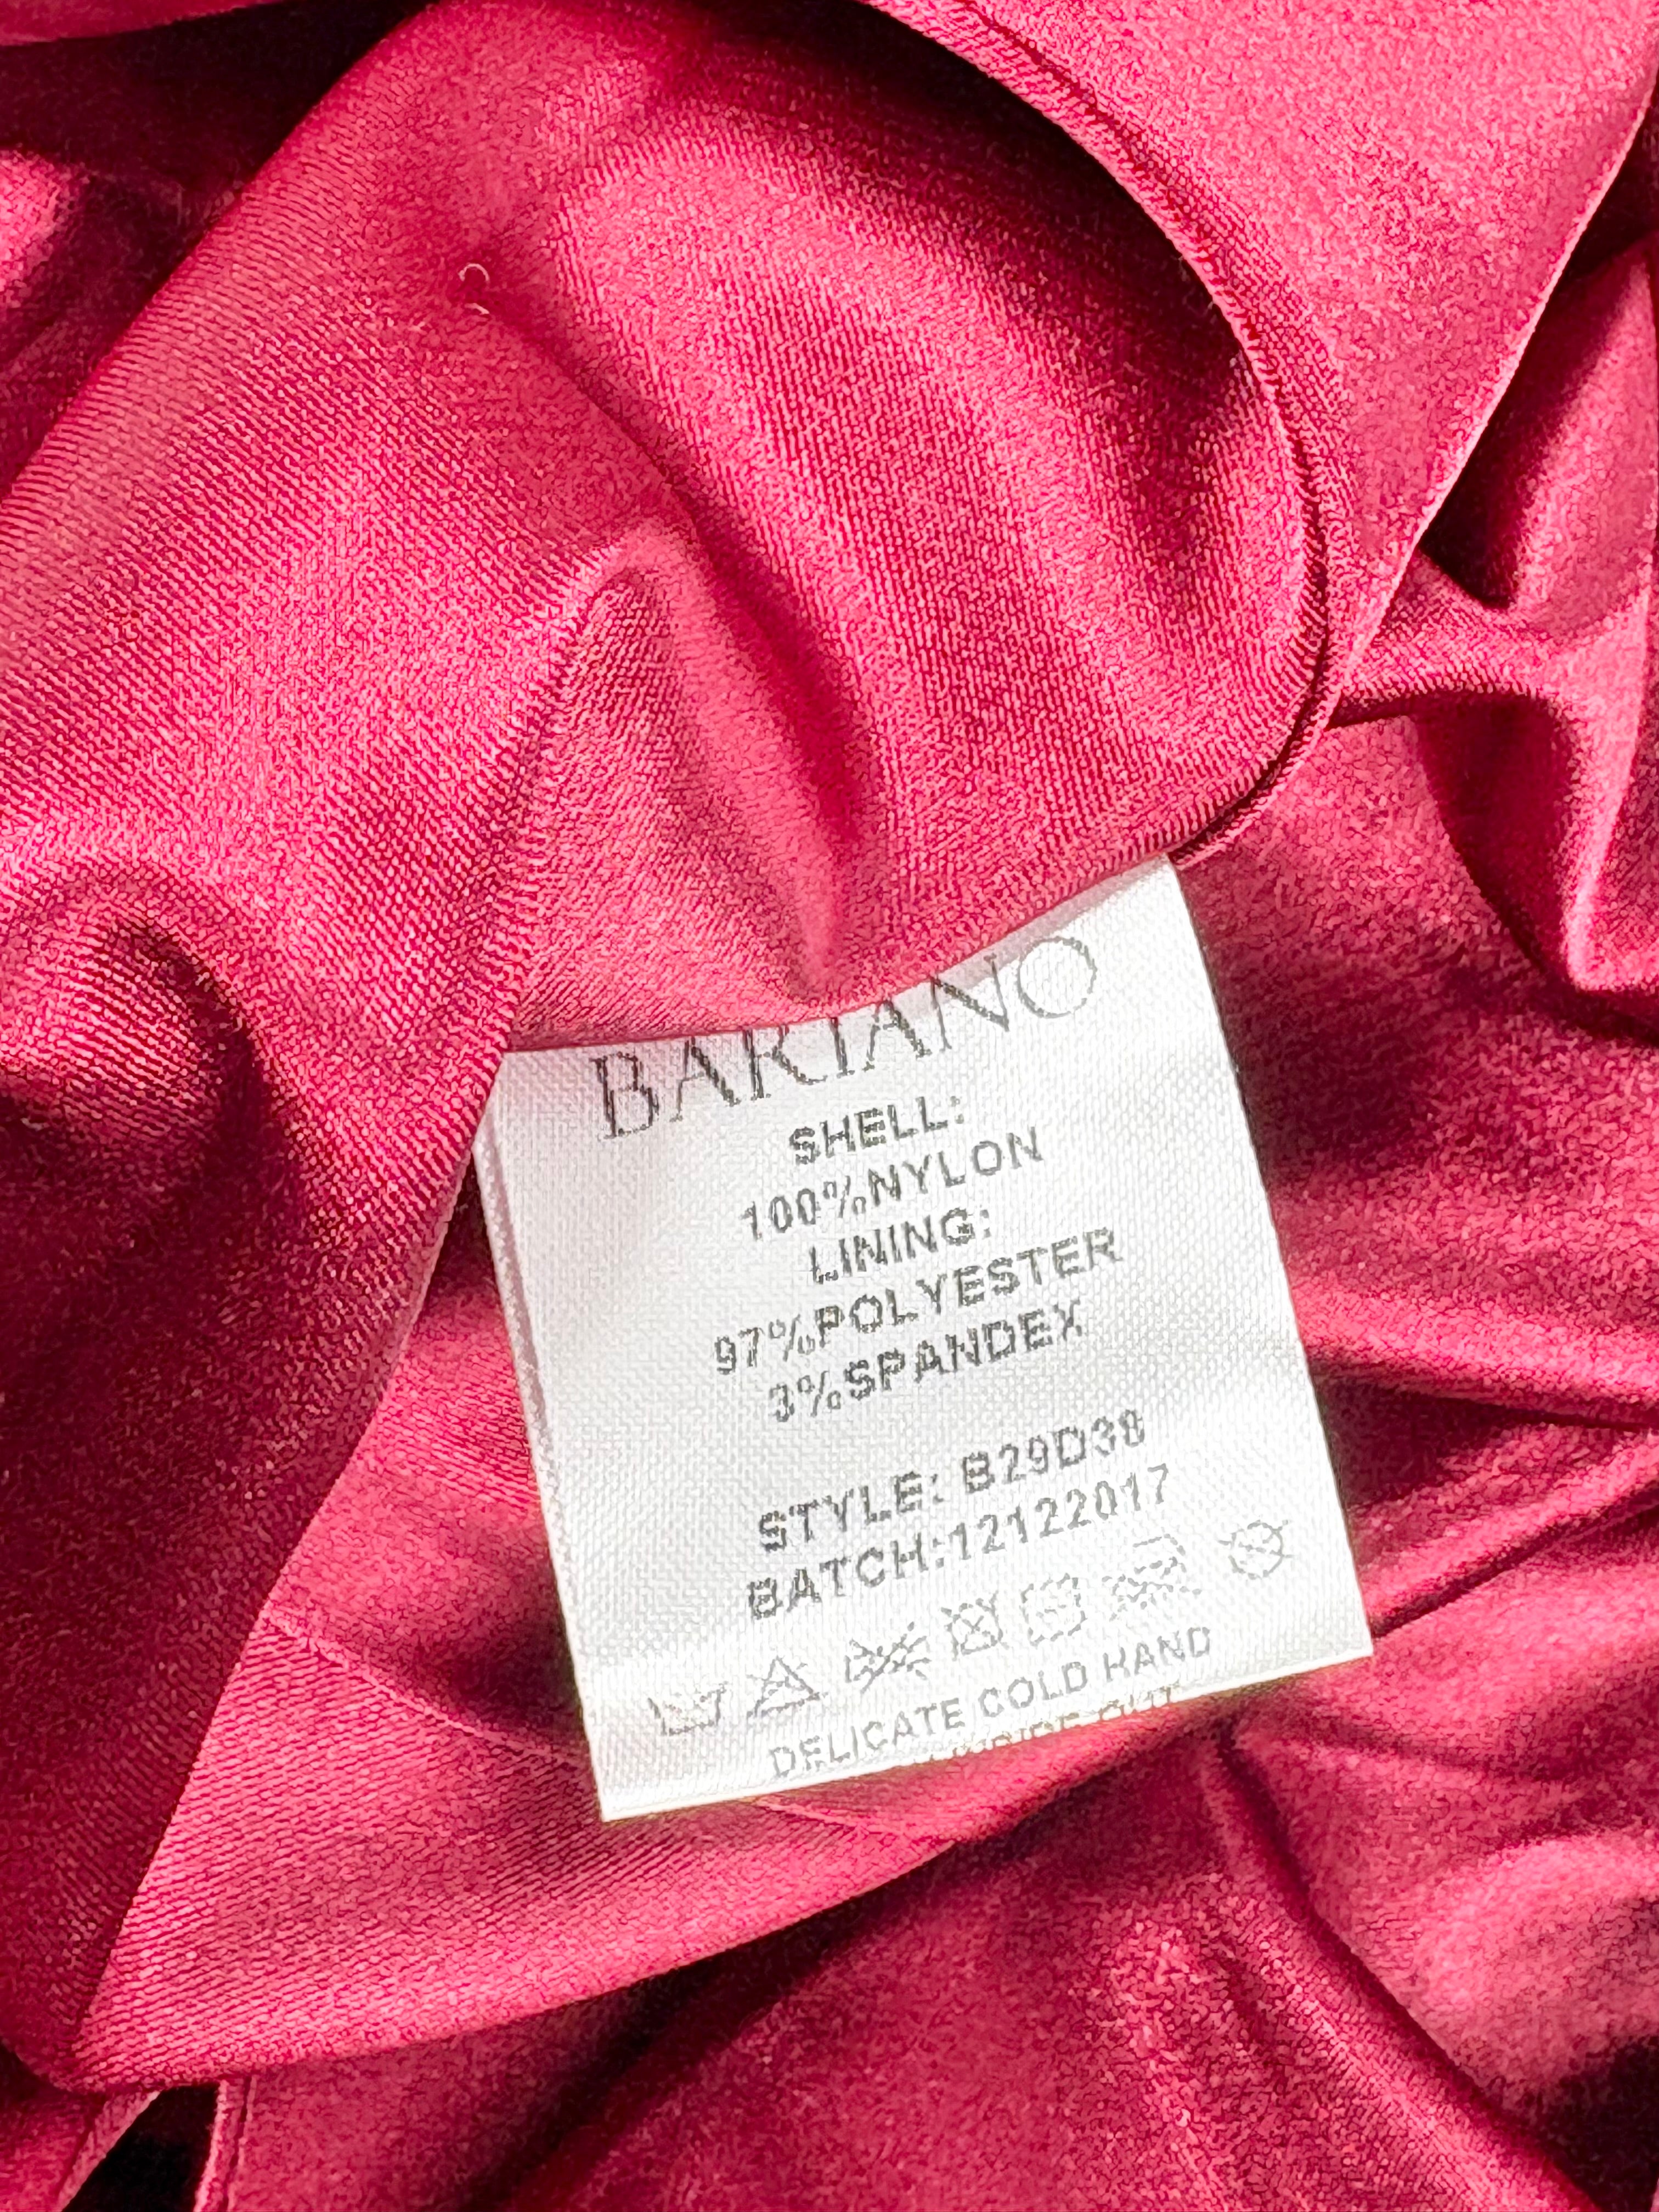 BARIANO
SHELL:
100%NYLON
LINING:
97%POLYESTER
3%SPANDEX
STYLE: B29D38
BATCH:12122017
DELICATE COLD HAND